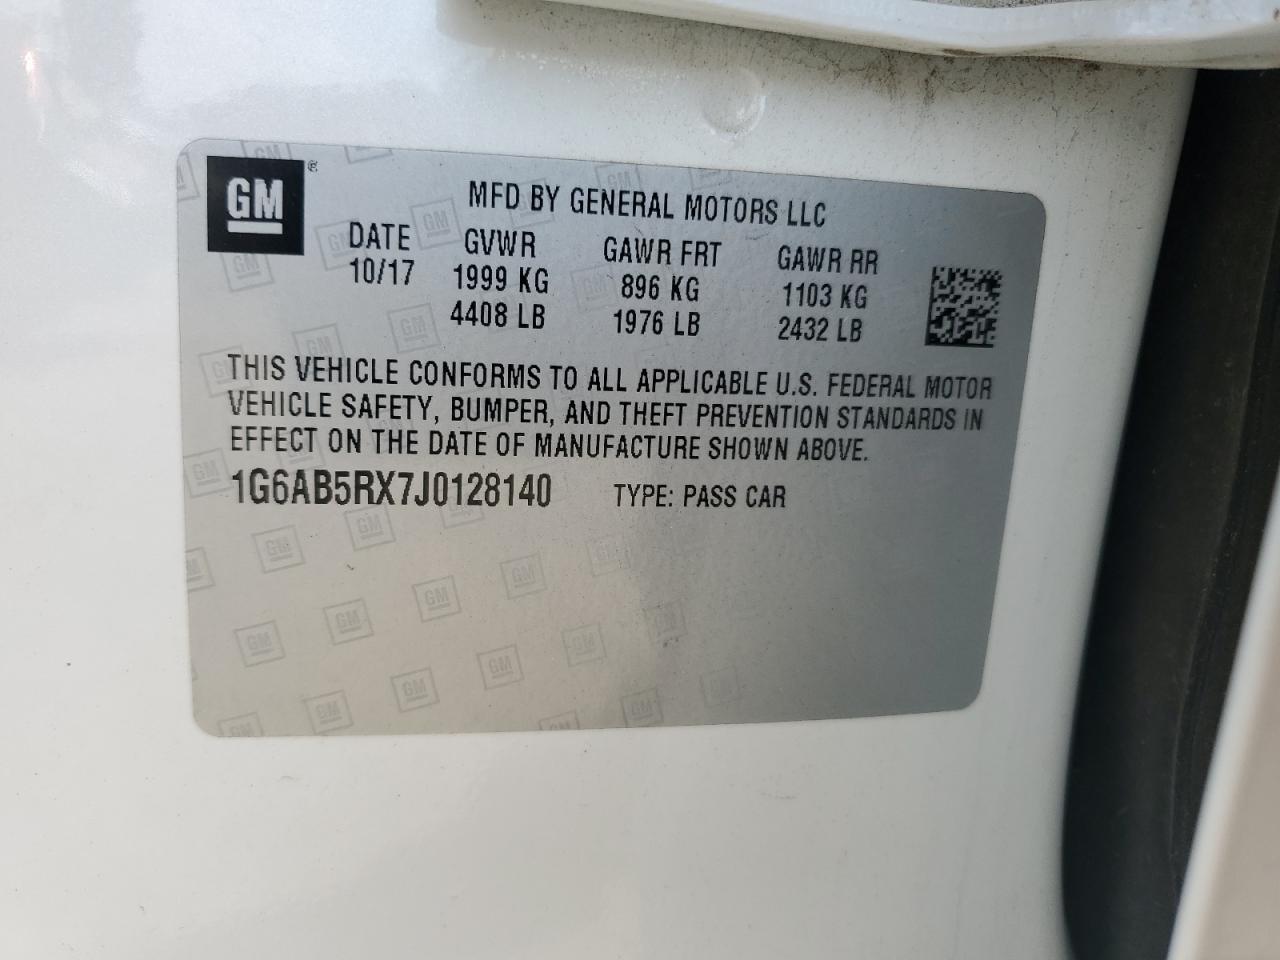 GM
®
MFD BY GENERAL MOTORS LLC
DATE GVWR GAWR FRT GAWR RR
10/17 1999 KG 896 KG 1103 KG
4408 LB 1976 LB 2432 LB
THIS VEHICLE CONFORMS TO ALL APPLICABLE U.S. FEDERAL MOTOR
VEHICLE SAFETY, BUMPER, AND THEFT PREVENTION STANDARDS IN
EFFECT ON THE DATE OF MANUFACTURE SHOWN ABOVE.
1G6AB5RX7J0128140 TYPE: PASS CAR